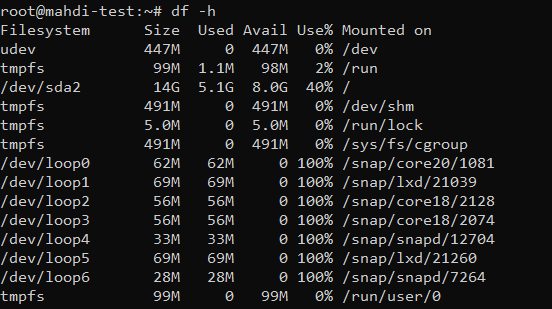 root@mahdi-test:~# df -h
Filesystem      Size  Used Avail Use% Mounted on
udev            447M     0  447M   0% /dev
tmpfs            99M  1.1M   98M   2% /run
/dev/sda2        14G  5.1G  8.0G  40% /
tmpfs           491M     0  491M   0% /dev/shm
tmpfs           5.0M     0  5.0M   0% /run/lock
tmpfs           491M     0  491M   0% /sys/fs/cgroup
/dev/loop0       62M   62M     0 100% /snap/core20/1081
/dev/loop1       69M   69M     0 100% /snap/lxd/21039
/dev/loop2       56M   56M     0 100% /snap/core18/2128
/dev/loop3       56M   56M     0 100% /snap/core18/2074
/dev/loop4       33M   33M     0 100% /snap/snapd/12704
/dev/loop5       69M   69M     0 100% /snap/lxd/21260
/dev/loop6       28M   28M     0 100% /snap/snapd/7264
tmpfs            99M     0   99M   0% /run/user/0